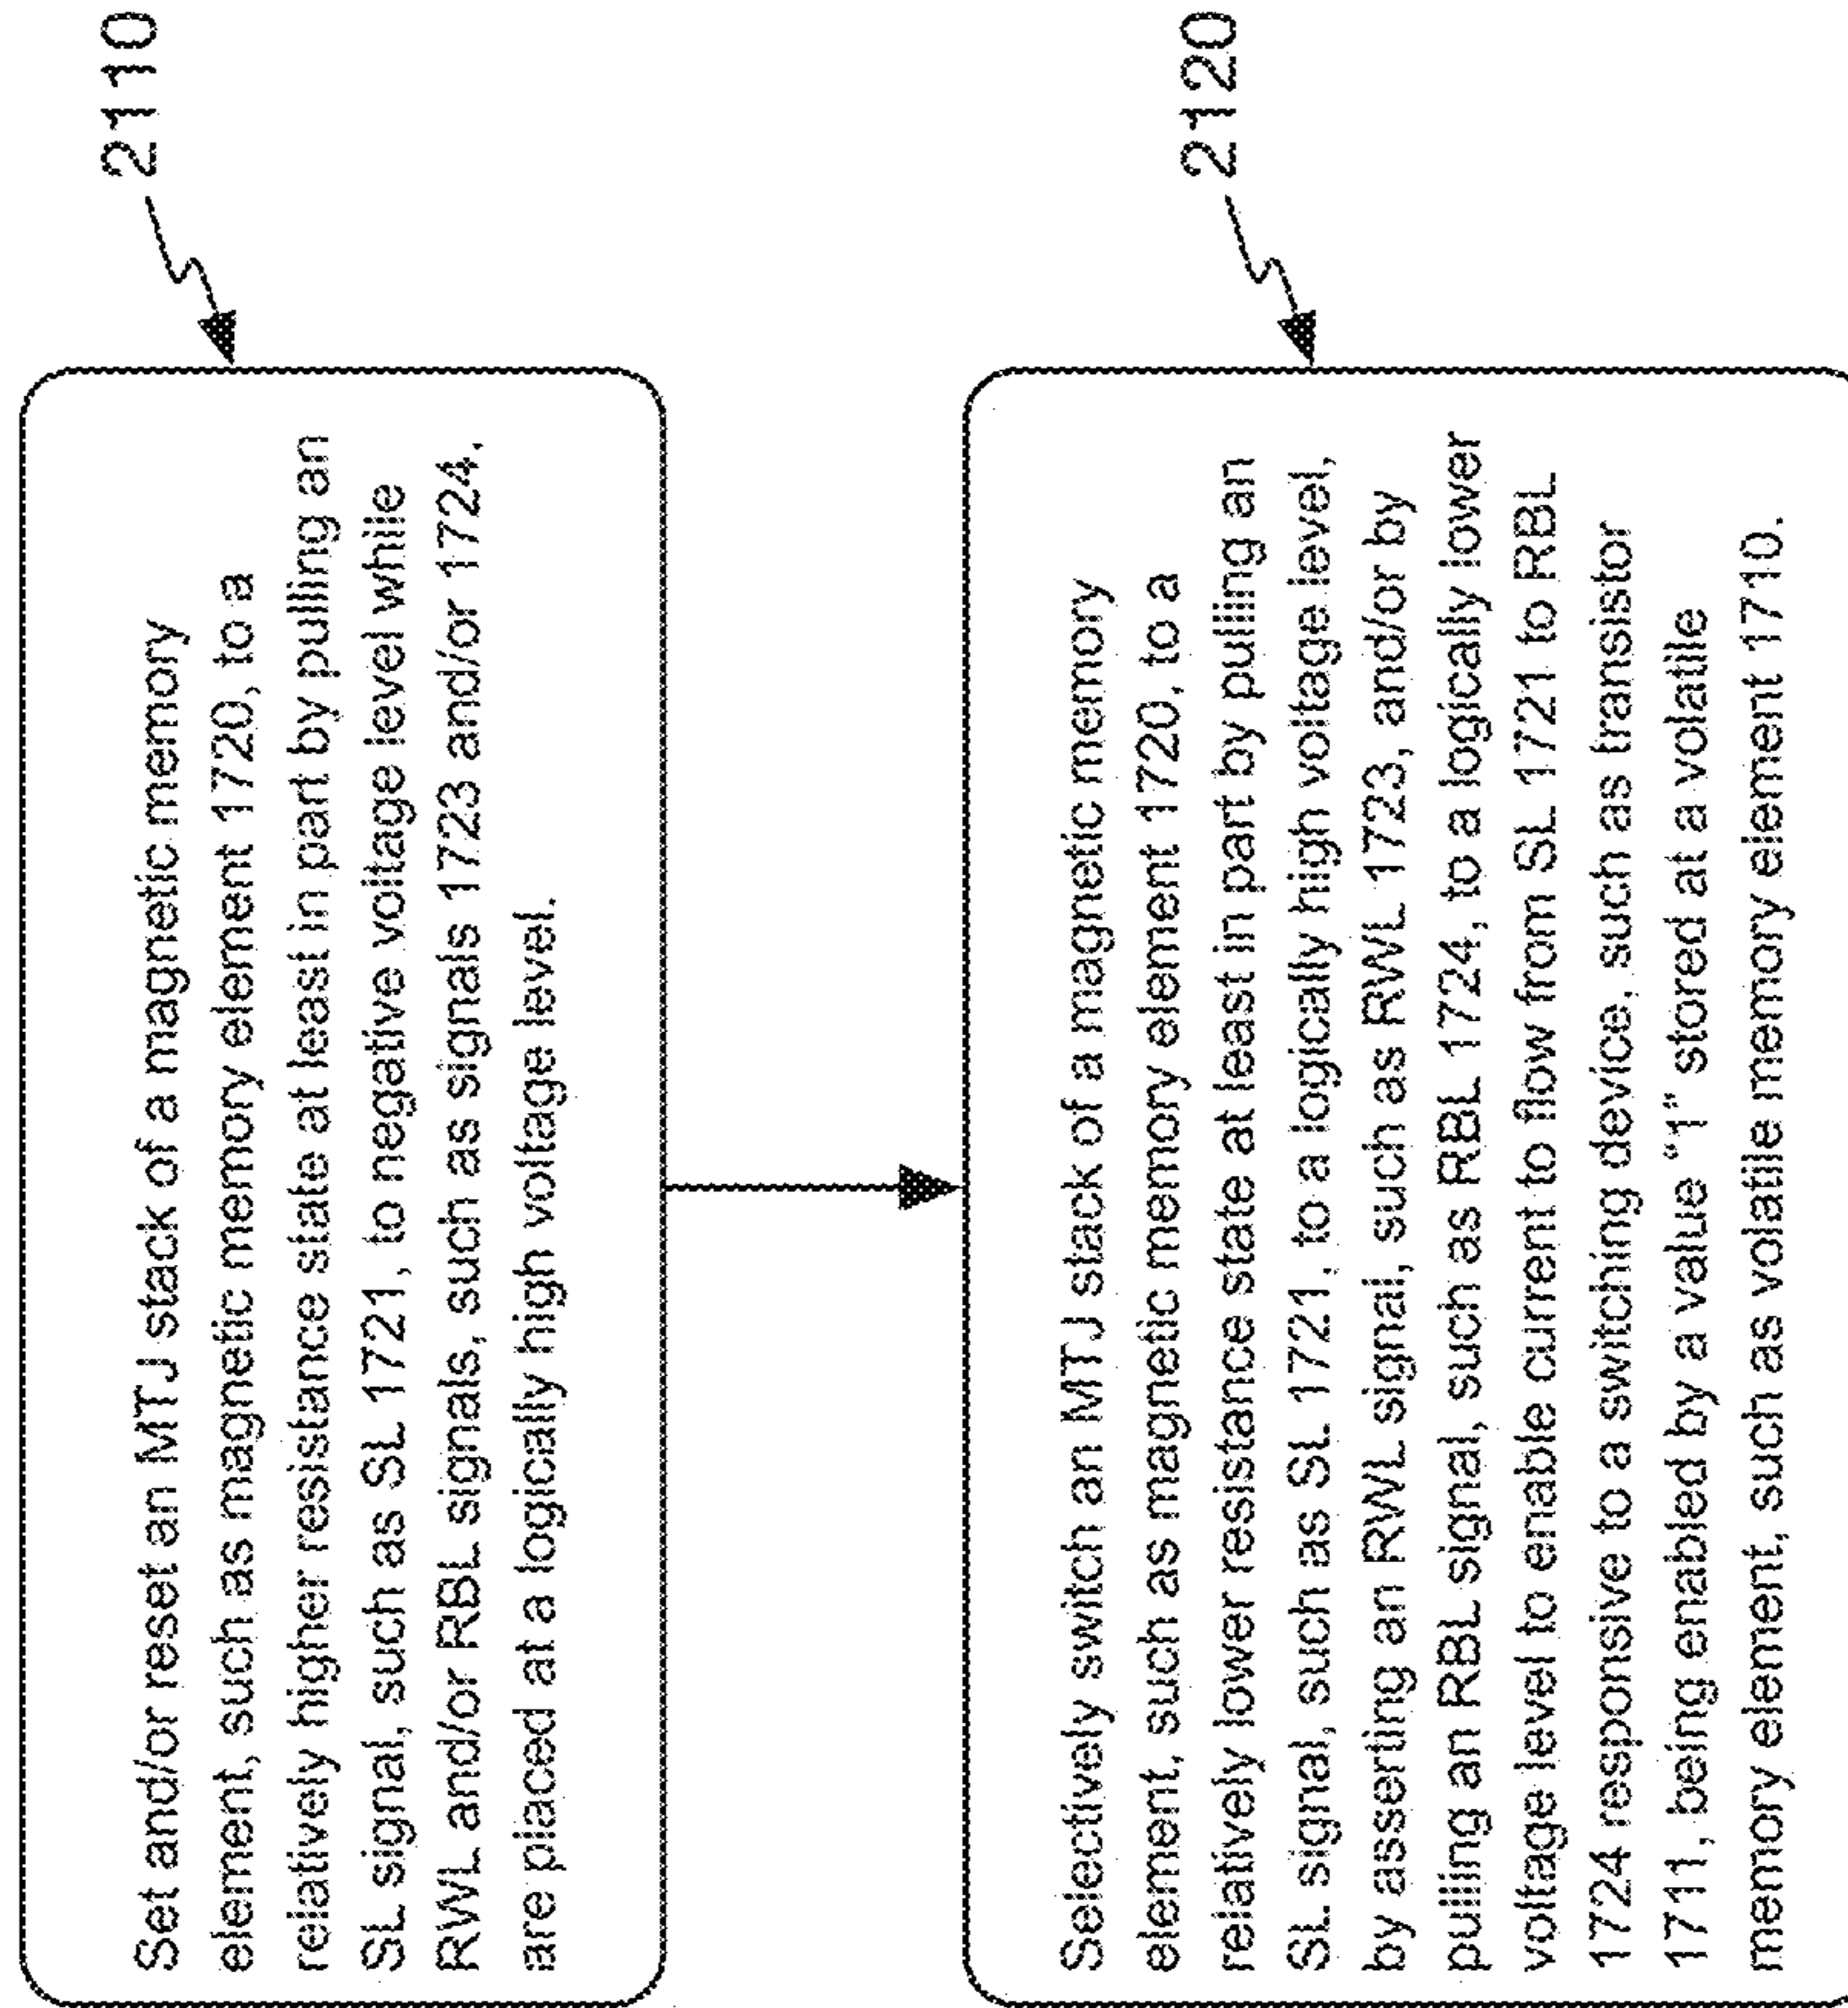 Set and/or reset an MTJ stack of a magnetic memory
element, such as magnetic memory element 1720, to a
relatively higher resistance state at least in part by pulling an
SL signal, such as SL 1721, to negative voltage level while
RWL and/or RBL signals, such as signals 1723 and/or 1724,
are placed at a logically high voltage level.
2110
Selectively switch an MTJ stack of a magnetic memory
element, such as magnetic memory element 1720, to a
relatively lower resistance state at least in part by pulling an
SL signal, such as SL 1721, to a logically high voltage level,
by asserting an RWL signal, such as RWL 1723, and/or by
pulling an RBL signal, such as RBL 1724, to a logically lower
voltage level to enable current to flow from SL 1721 to RBL
1724 responsive to a switching device, such as transistor
1711, being enabled by a value “1” stored at a volatile
memory element, such as volatile memory element 1710.
2120